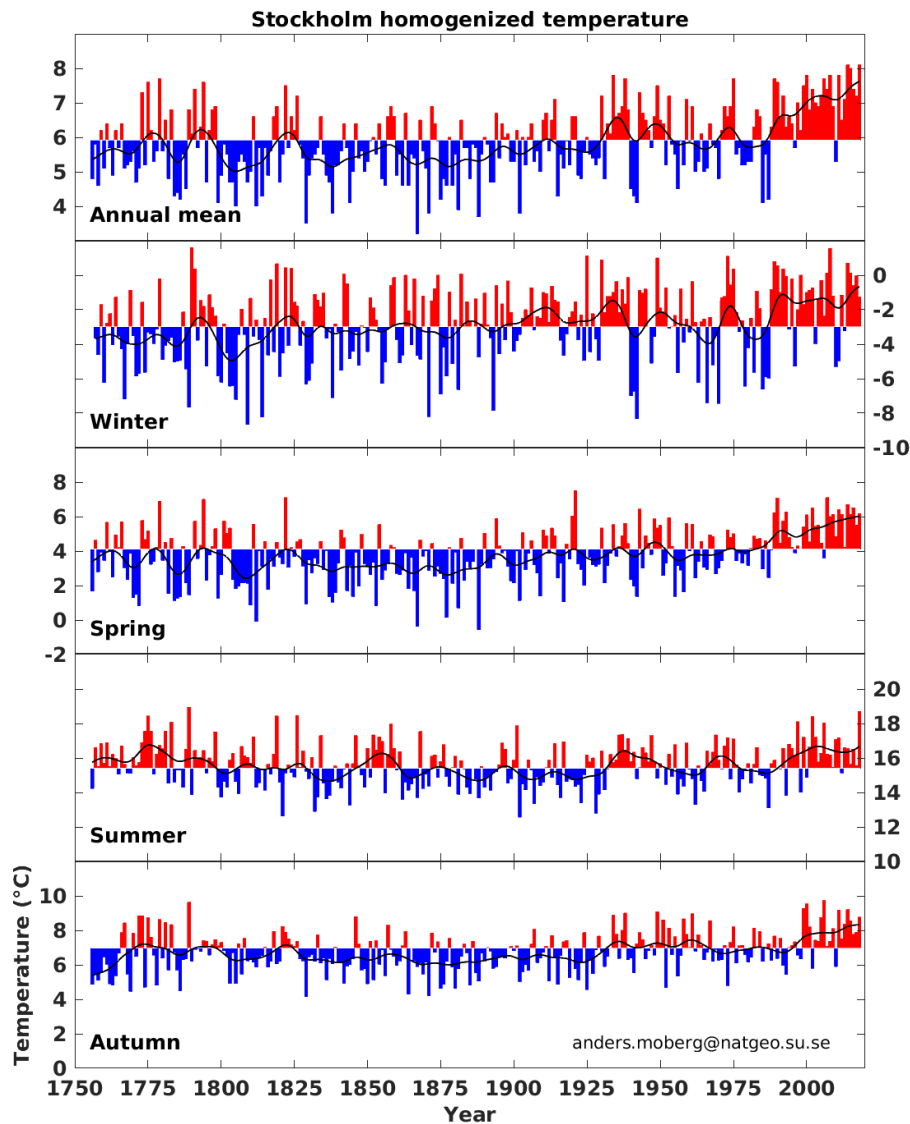 Stockholm homogenized temperature
8
7
6
5
4
Annual mean
0
-2
-4
-6
-8
-10
Winter
8
6
4
2
0
-2
Spring
20
18
16
14
12
10
Summer
10
8
6
4
2
0
Autumn
anders.moberg@natgeo.su.se
Temperature (°C)
1750 1775 1800 1825 1850 1875 1900 1925 1950 1975 2000
Year